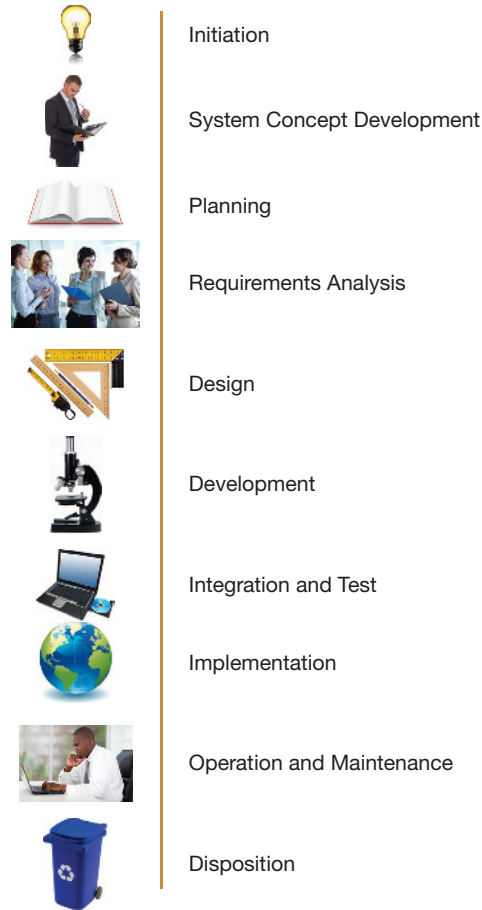 Initiation
System Concept Development
Planning
Requirements Analysis
Design
Development
Integration and Test
Implementation
Operation and Maintenance
Disposition